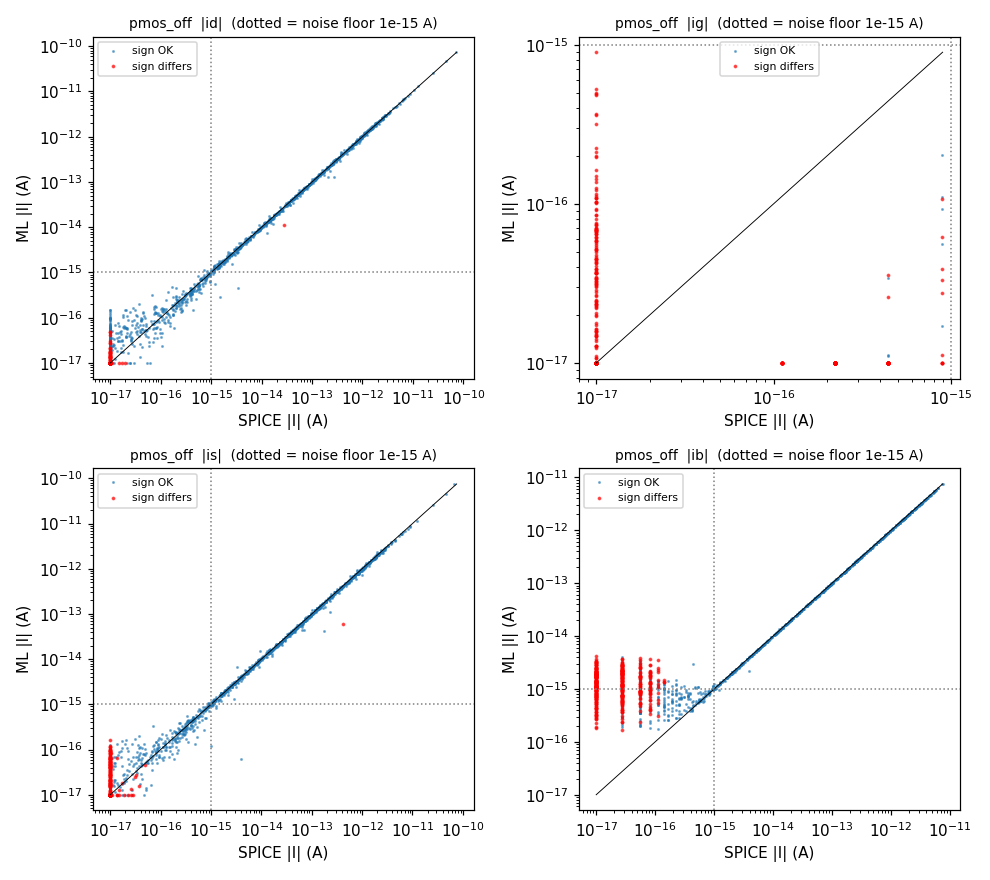 pmos_off |id| (dotted = noise floor 1e-15 A)
sign OK
sign differs
ML |I| (A)
10⁻¹⁰
10⁻¹¹
10⁻¹²
10⁻¹³
10⁻¹⁴
10⁻¹⁵
10⁻¹⁶
10⁻¹⁷
10⁻¹⁷ 10⁻¹⁶ 10⁻¹⁵ 10⁻¹⁴ 10⁻¹³ 10⁻¹² 10⁻¹¹ 10⁻¹⁰
SPICE |I| (A)
pmos_off |ig| (dotted = noise floor 1e-15 A)
sign OK
sign differs
ML |I| (A)
10⁻¹⁵
10⁻¹⁶
10⁻¹⁷
10⁻¹⁷ 10⁻¹⁶ 10⁻¹⁵
SPICE |I| (A)
pmos_off |is| (dotted = noise floor 1e-15 A)
sign OK
sign differs
ML |I| (A)
10⁻¹⁰
10⁻¹¹
10⁻¹²
10⁻¹³
10⁻¹⁴
10⁻¹⁵
10⁻¹⁶
10⁻¹⁷
10⁻¹⁷ 10⁻¹⁶ 10⁻¹⁵ 10⁻¹⁴ 10⁻¹³ 10⁻¹² 10⁻¹¹ 10⁻¹⁰
SPICE |I| (A)
pmos_off |ib| (dotted = noise floor 1e-15 A)
sign OK
sign differs
ML |I| (A)
10⁻¹¹
10⁻¹²
10⁻¹³
10⁻¹⁴
10⁻¹⁵
10⁻¹⁶
10⁻¹⁷
10⁻¹⁷ 10⁻¹⁶ 10⁻¹⁵ 10⁻¹⁴ 10⁻¹³ 10⁻¹² 10⁻¹¹
SPICE |I| (A)